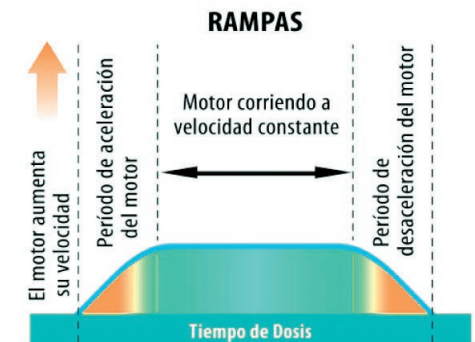 RAMPAS
El motor aumenta
su velocidad
Período de aceleración
del motor
Motor corriendo a
velocidad constante
Período de
desaceleración del motor
Tiempo de Dosis